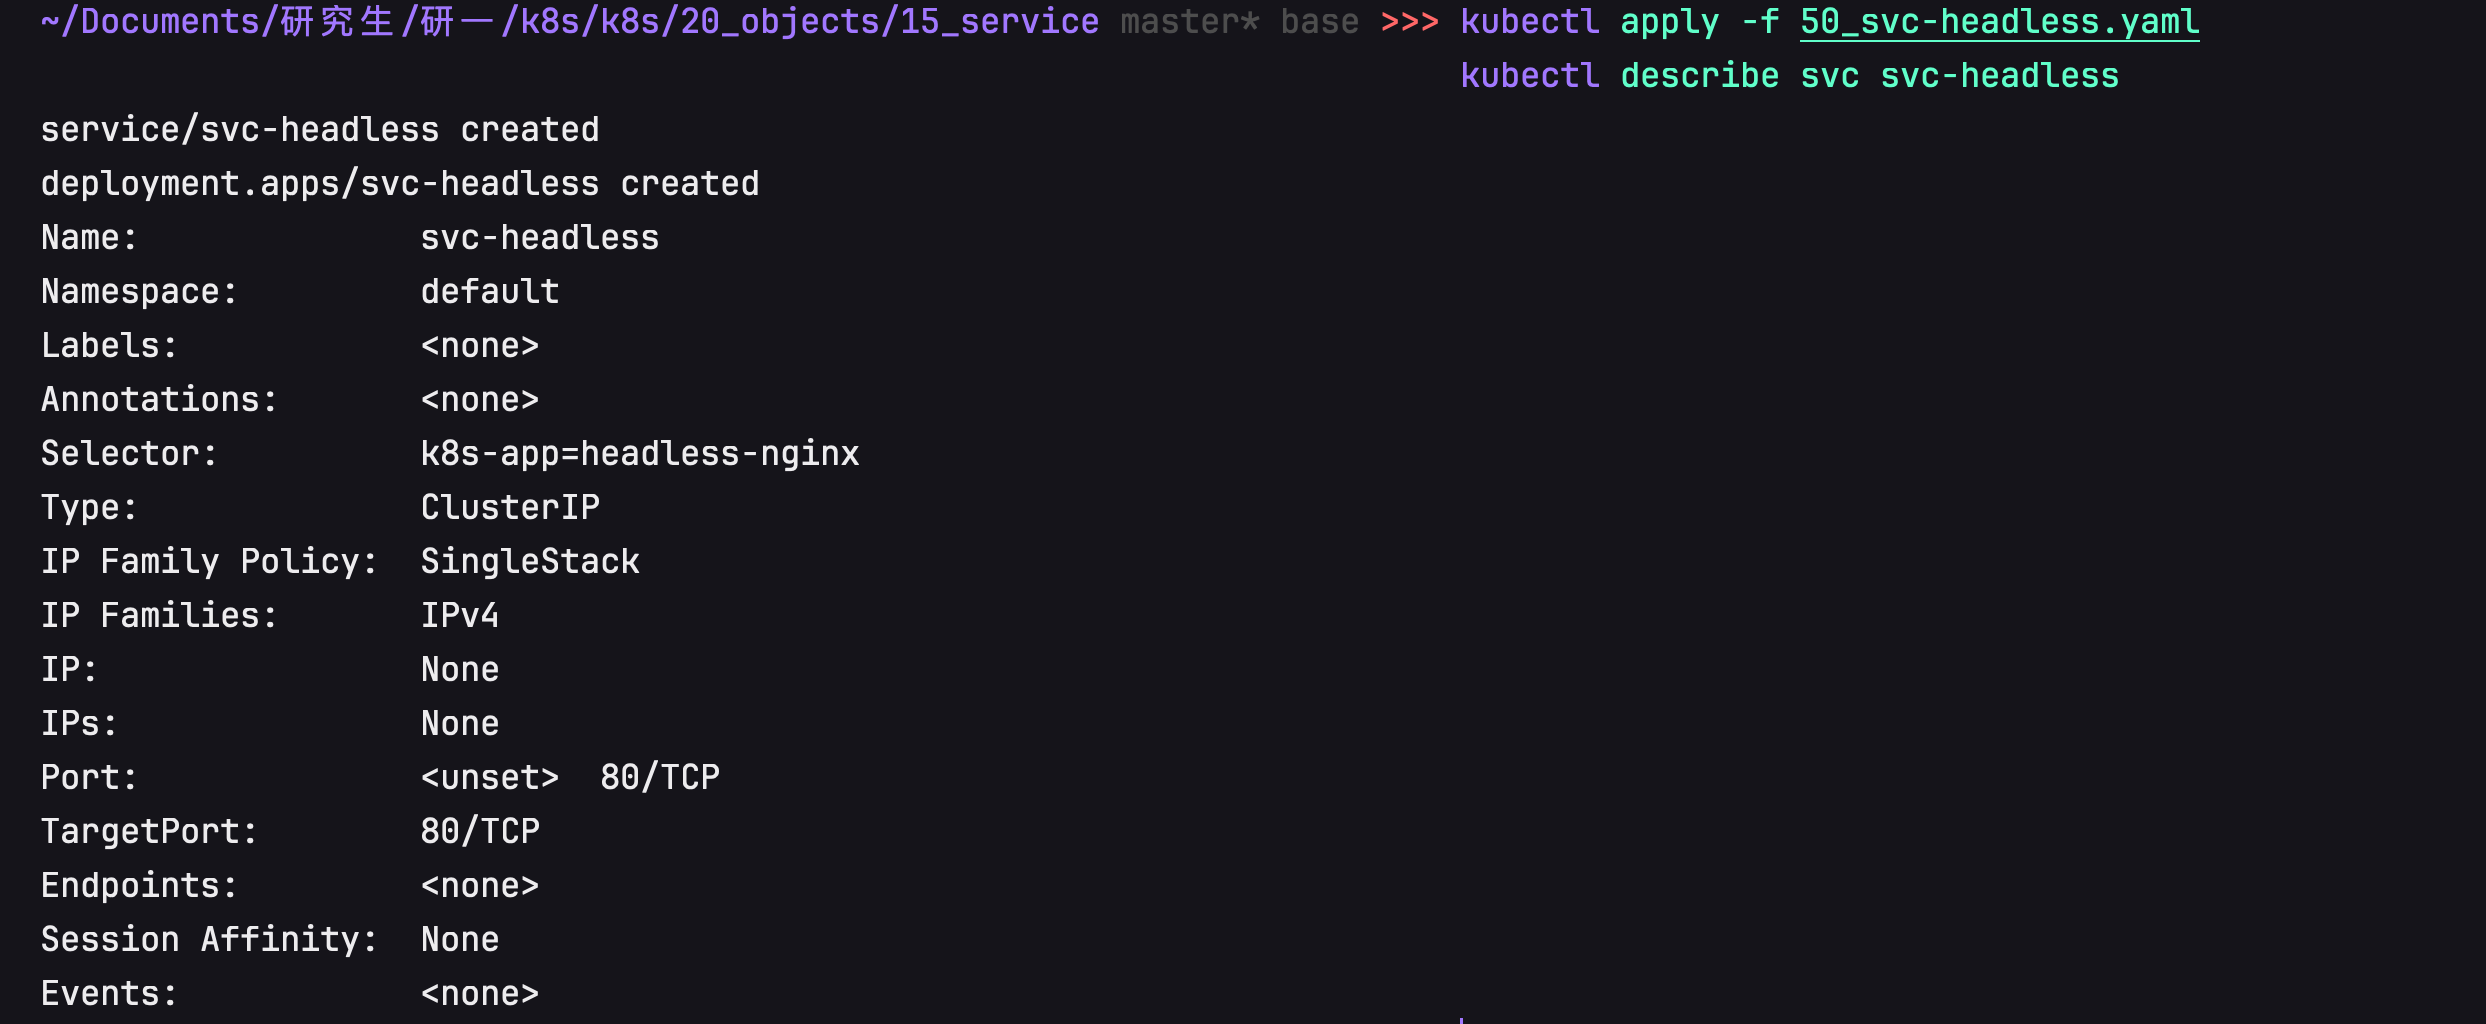 ~/Documents/研究生/研一/k8s/k8s/20_objects/15_service master* base >>> kubectl apply -f 50_svc-headless.yaml
kubectl describe svc svc-headless
service/svc-headless created
deployment.apps/svc-headless created
Name:              svc-headless
Namespace:         default
Labels:            <none>
Annotations:       <none>
Selector:          k8s-app=headless-nginx
Type:              ClusterIP
IP Family Policy:  SingleStack
IP Families:       IPv4
IP:                None
IPs:               None
Port:              <unset>  80/TCP
TargetPort:        80/TCP
Endpoints:         <none>
Session Affinity:  None
Events:            <none>